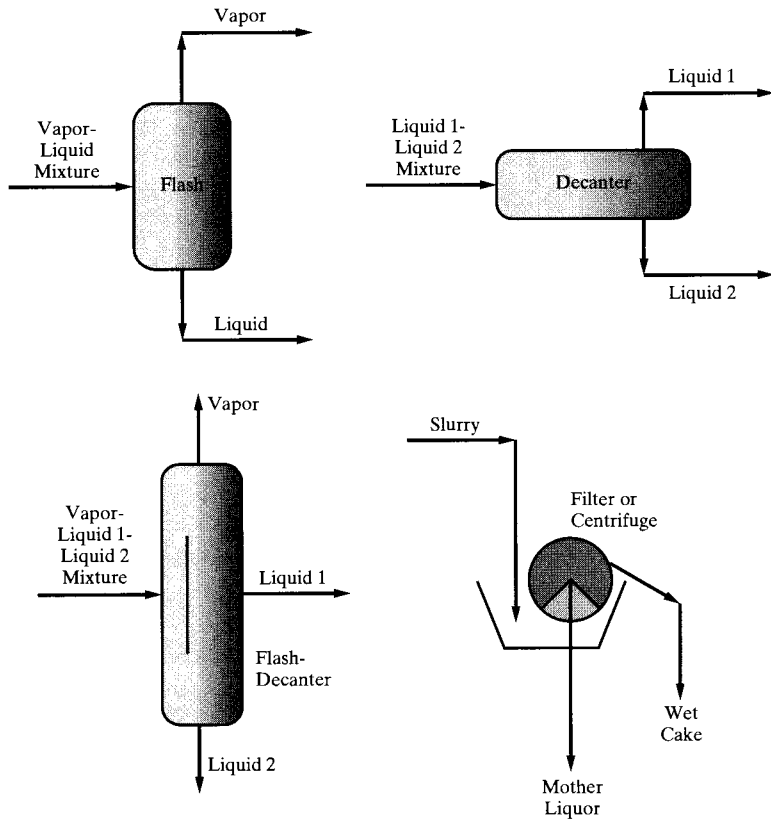 Vapor
Vapor-
Liquid
Mixture
Flash
Liquid
Liquid 1
Liquid 1-
Liquid 2
Mixture
Decanter
Liquid 2
Vapor
Vapor-
Liquid 1-
Liquid 2
Mixture
Liquid 1
Flash-
Decanter
Liquid 2
Slurry
Filter or
Centrifuge
Wet
Cake
Mother
Liquor